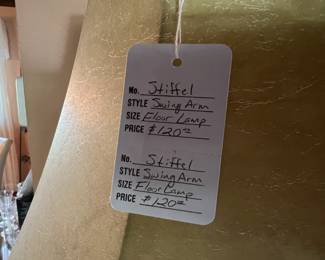 No. Stiffel
STYLE Swing Arm
SIZE Floor Lamp
PRICE $120.00
No. Stiffel
STYLE Swing Arm
SIZE Floor Lamp
PRICE $120.00